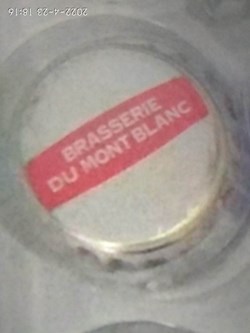 2022-4-23 16:16
BRASSERIE
DU MONT BLANC